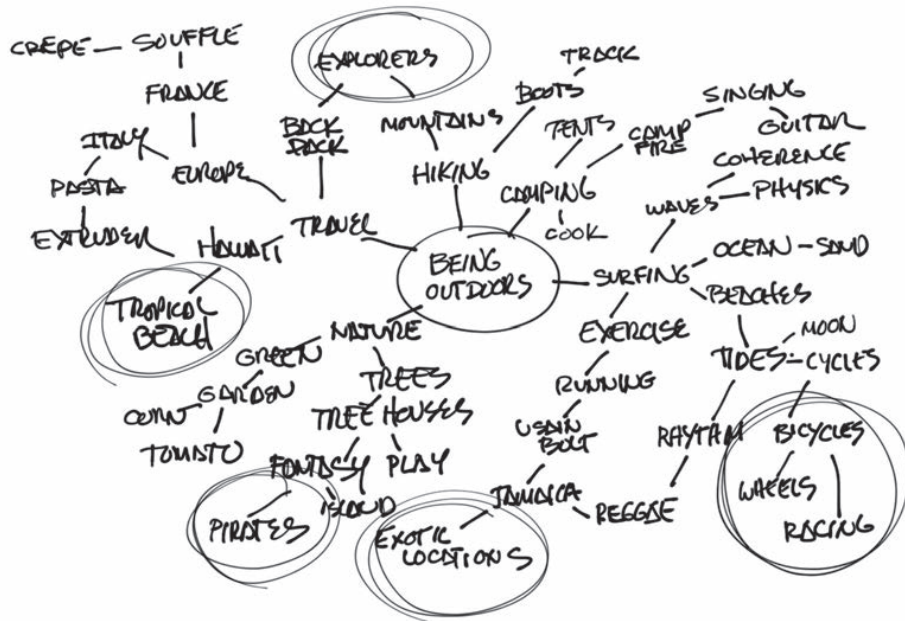 CREPE — SOUFFLÉ
FRANCE
ITALY
EUROPE
PASTA
EXTRUDER
HAWAII
TRAVEL
TROPICAL
BEACH
BACK
PACK
EXPLORERS
MOUNTAINS
HIKING
BOOTS
TRACK
TENTS
CAMPING
COOK
CAMP
FIRE
SINGING
GUITAR
BEING
OUTDOORS
SURFING
WAVES
COHERENCE
PHYSICS
OCEAN – SAND
BEACHES
TIDES – CYCLES
MOON
BICYCLES
WHEELS
RACING
RHYTHM
REGGAE
EXERCISE
RUNNING
USAIN
BOLT
JAMAICA
EXOTIC
LOCATIONS
NATURE
GREEN
GARDEN
TOMATO
TREES
TREE HOUSES
PLAY
FONTASY
ISLAND
PIRATES